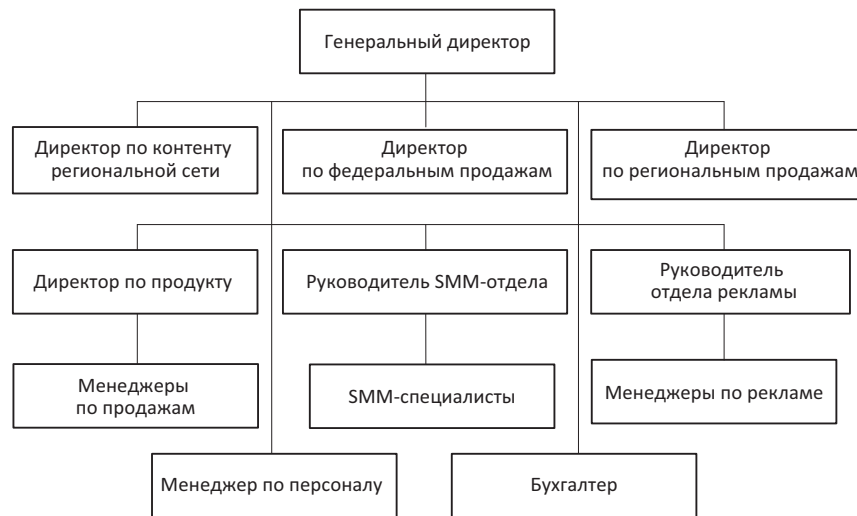 Генеральный директор
Директор по контенту
региональной сети
Директор
по федеральным продажам
Директор
по региональным продажам
Директор по продукту
Руководитель SMM-отдела
Руководитель
отдела рекламы
Менеджеры
по продажам
SMM-специалисты
Менеджеры по рекламе
Менеджер по персоналу
Бухгалтер